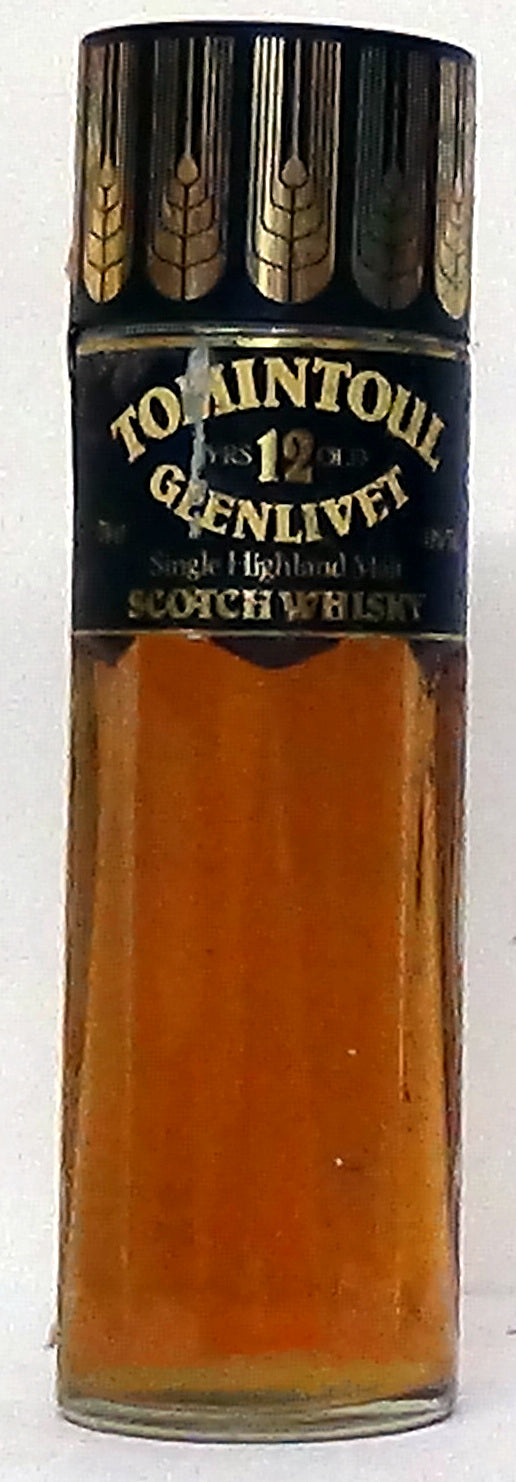 TOMINTOUL
YRS 12 OLD
GLENLIVET
Single Highland Malt
SCOTCH WHISKY